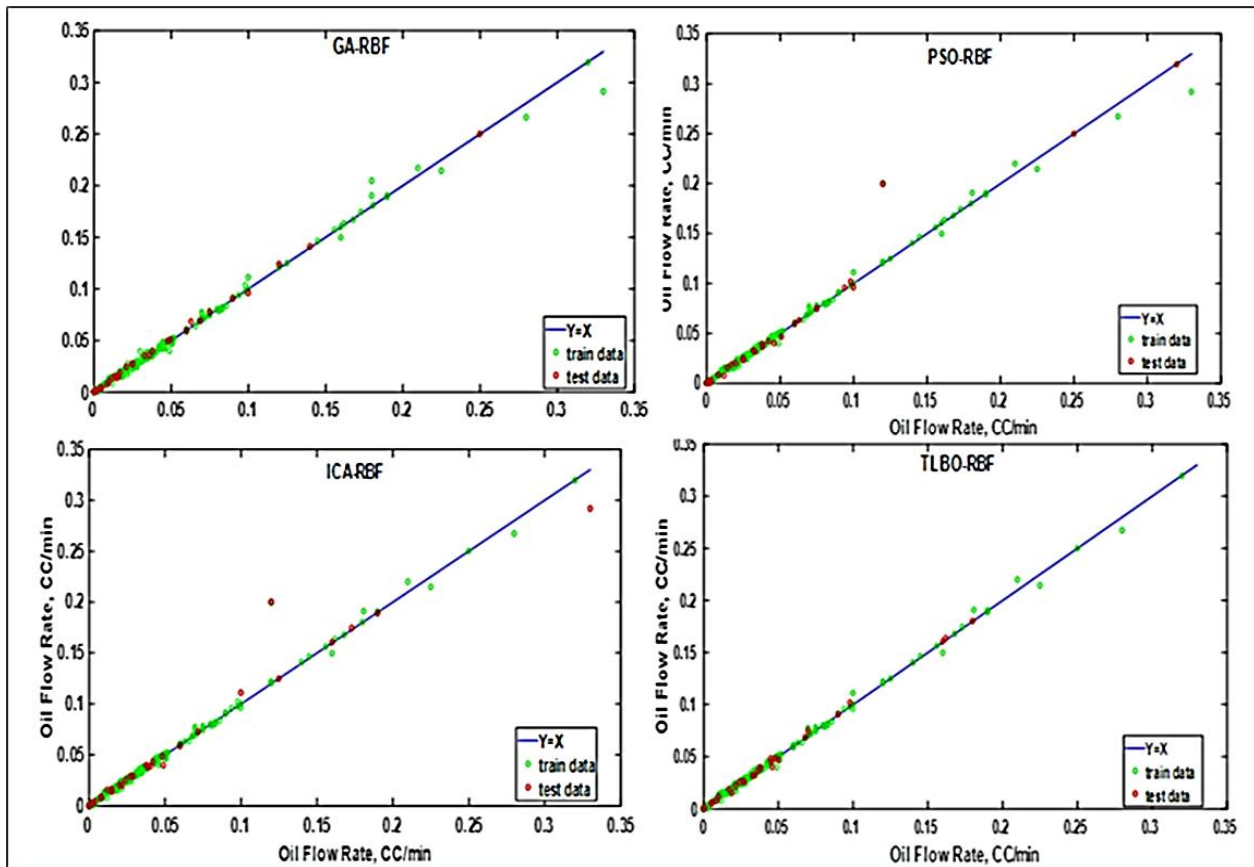 GA-RBF
0.35
0.3
0.25
0.2
0.15
0.1
0.05
0
Y=X
train data
test data
0 0.05 0.1 0.15 0.2 0.25 0.3 0.35
PSO-RBF
Oil Flow Rate, CC/min
0.35
0.3
0.25
0.2
0.15
0.1
0.05
0
Y=X
train data
test data
0 0.05 0.1 0.15 0.2 0.25 0.3 0.35
Oil Flow Rate, CC/min
ICA-RBF
Oil Flow Rate, CC/min
0.35
0.3
0.25
0.2
0.15
0.1
0.05
0
Y=X
train data
test data
0 0.05 0.1 0.15 0.2 0.25 0.3 0.35
Oil Flow Rate, CC/min
TLBO-RBF
0.35
0.3
0.25
0.2
0.15
0.1
0.05
0
Y=X
train data
test data
0 0.05 0.1 0.15 0.2 0.25 0.3 0.35
Oil Flow Rate, CC/min